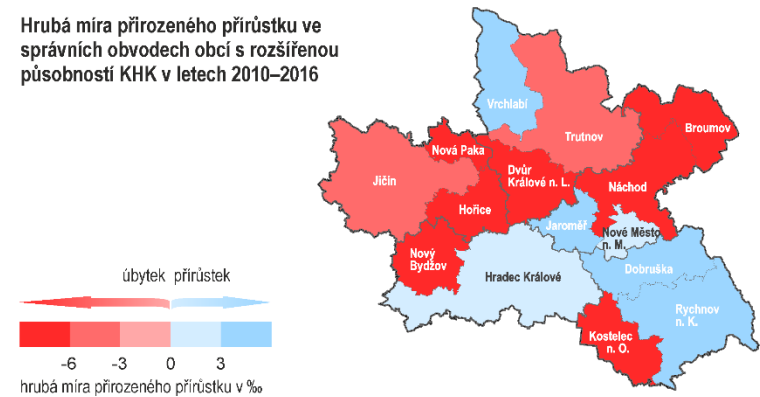 Hrubá míra přirozeného přírůstku ve
správních obvodech obcí s rozšířenou
působností KHK v letech 2010–2016
Vrchlabí
Trutnov
Broumov
Nová Paka
Dvůr
Králové n. L.
Jičín
Náchod
Hořice
Jaroměř
Nové Město
n. M.
Nový
Bydžov
Hradec Králové
Dobruška
Rychnov
n. K.
Kostelec
n. O.
úbytek přírůstek
-6 -3 0 3
hrubá míra přirozeného přírůstku v ‰